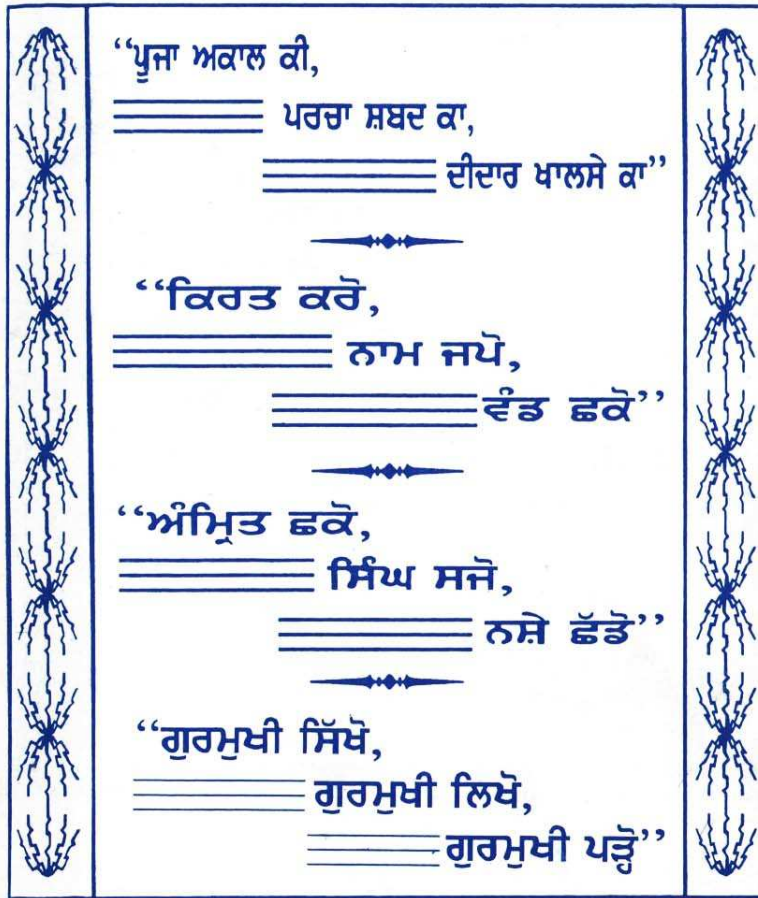 ‘‘ਪੂਜਾ ਅਕਾਲ ਕੀ,
ਪਰਚਾ ਸ਼ਬਦ ਕਾ,
ਦੀਦਾਰ ਖਾਲਸੇ ਕਾ’’
‘‘ਕਿਰਤ ਕਰੋ,
ਨਾਮ ਜਪੋ,
ਵੰਡ ਛਕੋ’’
‘‘ਅੰਮ੍ਰਿਤ ਛਕੋ,
ਸਿੰਘ ਸਜੋ,
ਨਸ਼ੇ ਛੱਡੋ’’
‘‘ਗੁਰਮੁਖੀ ਸਿੱਖੋ,
ਗੁਰਮੁਖੀ ਲਿਖੋ,
ਗੁਰਮੁਖੀ ਪੜ੍ਹੋ’’